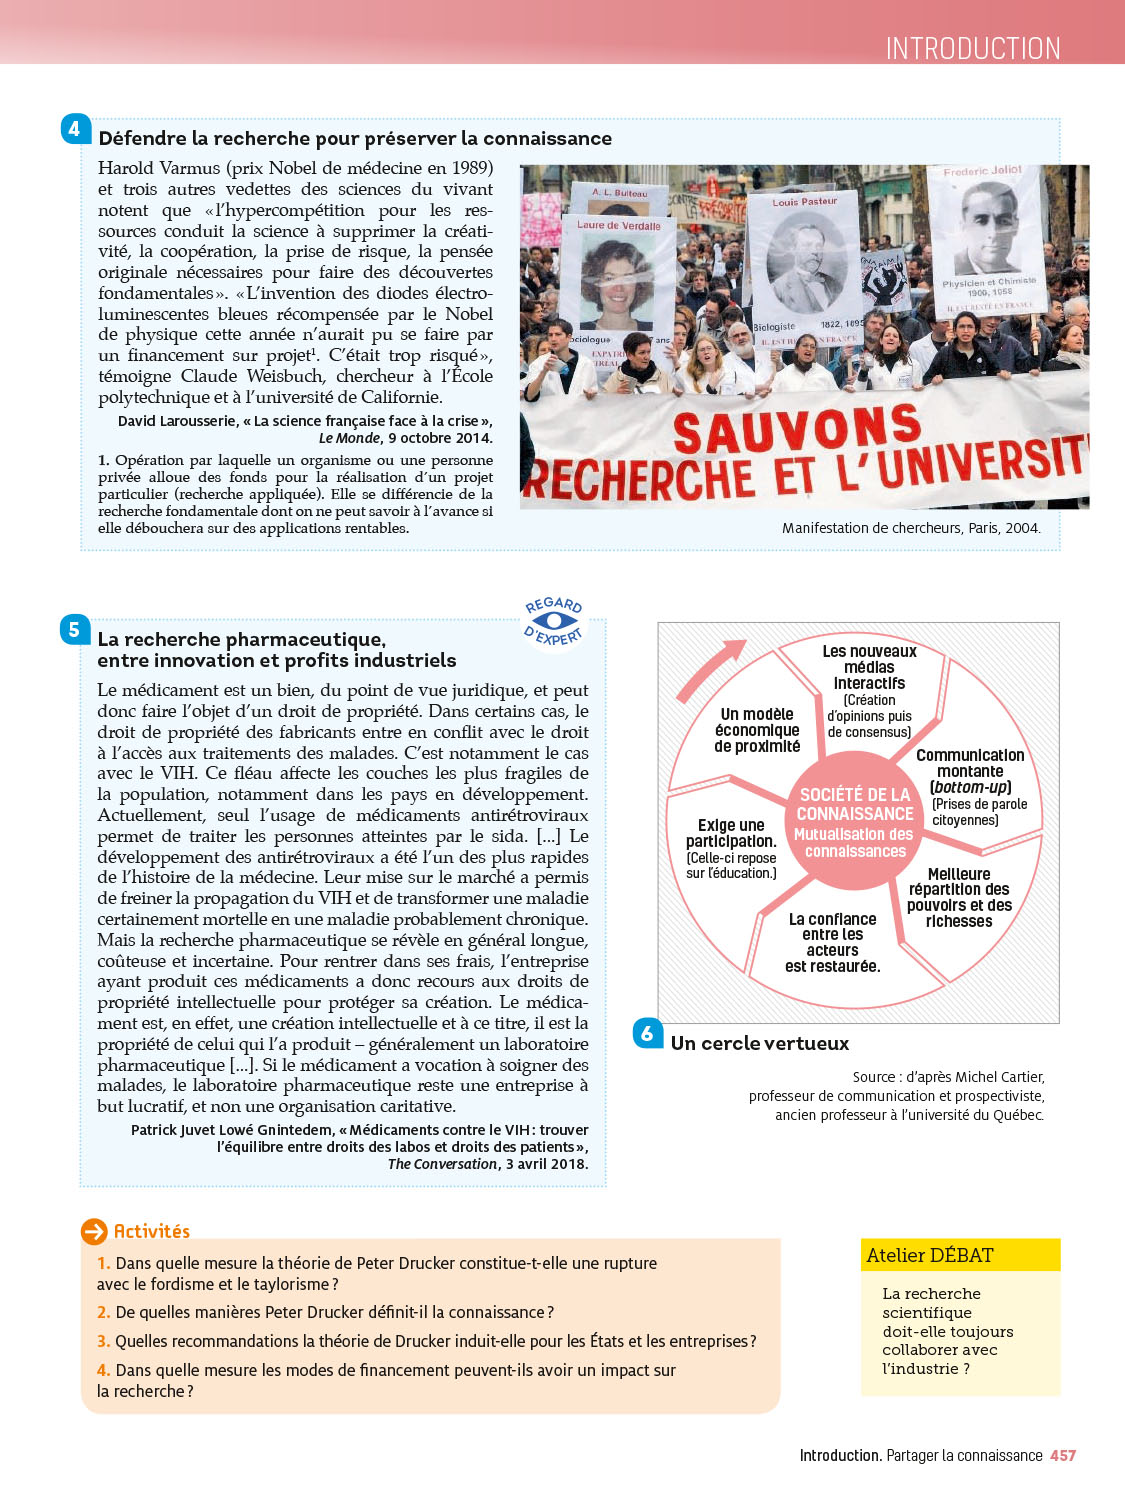 INTRODUCTION
4
Défendre la recherche pour préserver la connaissance
Harold Varmus (prix Nobel de médecine en 1989)
et trois autres vedettes des sciences du vivant
notent que « l'hypercompétition pour les res-
sources conduit la science à supprimer la créati-
vité, la coopération, la prise de risque, la pensée
originale nécessaires pour faire des découvertes
fondamentales ». « L'invention des diodes électro-
luminescentes bleues récompensée par le Nobel
de physique cette année n'aurait pu se faire par
un financement sur projet¹. C'était trop risqué »,
témoigne Claude Weisbuch, chercheur à l'École
polytechnique et à l'université de Californie.
David Larousserie, « La science française face à la crise »,
Le Monde, 9 octobre 2014.
1. Opération par laquelle un organisme ou une personne
privée alloue des fonds pour la réalisation d'un projet
particulier (recherche appliquée). Elle se différencie de la
recherche fondamentale dont on ne peut savoir à l'avance si
elle débouchera sur des applications rentables.
A. L. Bulteau
Laure de Verdalle
Louis Pasteur
Frederic Joliot
Physicien et Chimiste
1900, 1958
IL EST RESTÉ EN FRANCE
Biologiste 1822, 1895
IL EST RESTÉ EN FRANCE
SAUVONS
RECHERCHE ET L'UNIVERSIT
Manifestation de chercheurs, Paris, 2004.
5
REGARD
D'EXPERT
La recherche pharmaceutique,
entre innovation et profits industriels
Le médicament est un bien, du point de vue juridique, et peut
donc faire l'objet d'un droit de propriété. Dans certains cas, le
droit de propriété des fabricants entre en conflit avec le droit
à l'accès aux traitements des malades. C'est notamment le cas
avec le VIH. Ce fléau affecte les couches les plus fragiles de
la population, notamment dans les pays en développement.
Actuellement, seul l'usage de médicaments antirétroviraux
permet de traiter les personnes atteintes par le sida. [...] Le
développement des antirétroviraux a été l'un des plus rapides
de l'histoire de la médecine. Leur mise sur le marché a permis
de freiner la propagation du VIH et de transformer une maladie
certainement mortelle en une maladie probablement chronique.
Mais la recherche pharmaceutique se révèle en général longue,
coûteuse et incertaine. Pour rentrer dans ses frais, l'entreprise
ayant produit ces médicaments a donc recours aux droits de
propriété intellectuelle pour protéger sa création. Le médica-
ment est, en effet, une création intellectuelle et à ce titre, il est la
propriété de celui qui l'a produit – généralement un laboratoire
pharmaceutique [...]. Si le médicament a vocation à soigner des
malades, le laboratoire pharmaceutique reste une entreprise à
but lucratif, et non une organisation caritative.
Patrick Juvet Lowé Gnintedem, « Médicaments contre le VIH : trouver
l'équilibre entre droits des labos et droits des patients »,
The Conversation, 3 avril 2018.
Les nouveaux
médias
interactifs
(Création
d'opinions puis
de consensus)
Communication
montante
(bottom-up)
(Prises de parole
citoyennes)
Meilleure
répartition des
pouvoirs et des
richesses
La confiance
entre les
acteurs
est restaurée.
Exige une
participation.
(Celle-ci repose
sur l'éducation.)
Un modèle
économique
de proximité
SOCIÉTÉ DE LA
CONNAISSANCE
Mutualisation des
connaissances
6
Un cercle vertueux
Source : d'après Michel Cartier,
professeur de communication et prospectiviste,
ancien professeur à l'université du Québec.
Activités
1. Dans quelle mesure la théorie de Peter Drucker constitue-t-elle une rupture
avec le fordisme et le taylorisme ?
2. De quelles manières Peter Drucker définit-il la connaissance ?
3. Quelles recommandations la théorie de Drucker induit-elle pour les États et les entreprises ?
4. Dans quelle mesure les modes de financement peuvent-ils avoir un impact sur
la recherche ?
Atelier DÉBAT
La recherche
scientifique
doit-elle toujours
collaborer avec
l'industrie ?
Introduction. Partager la connaissance 457